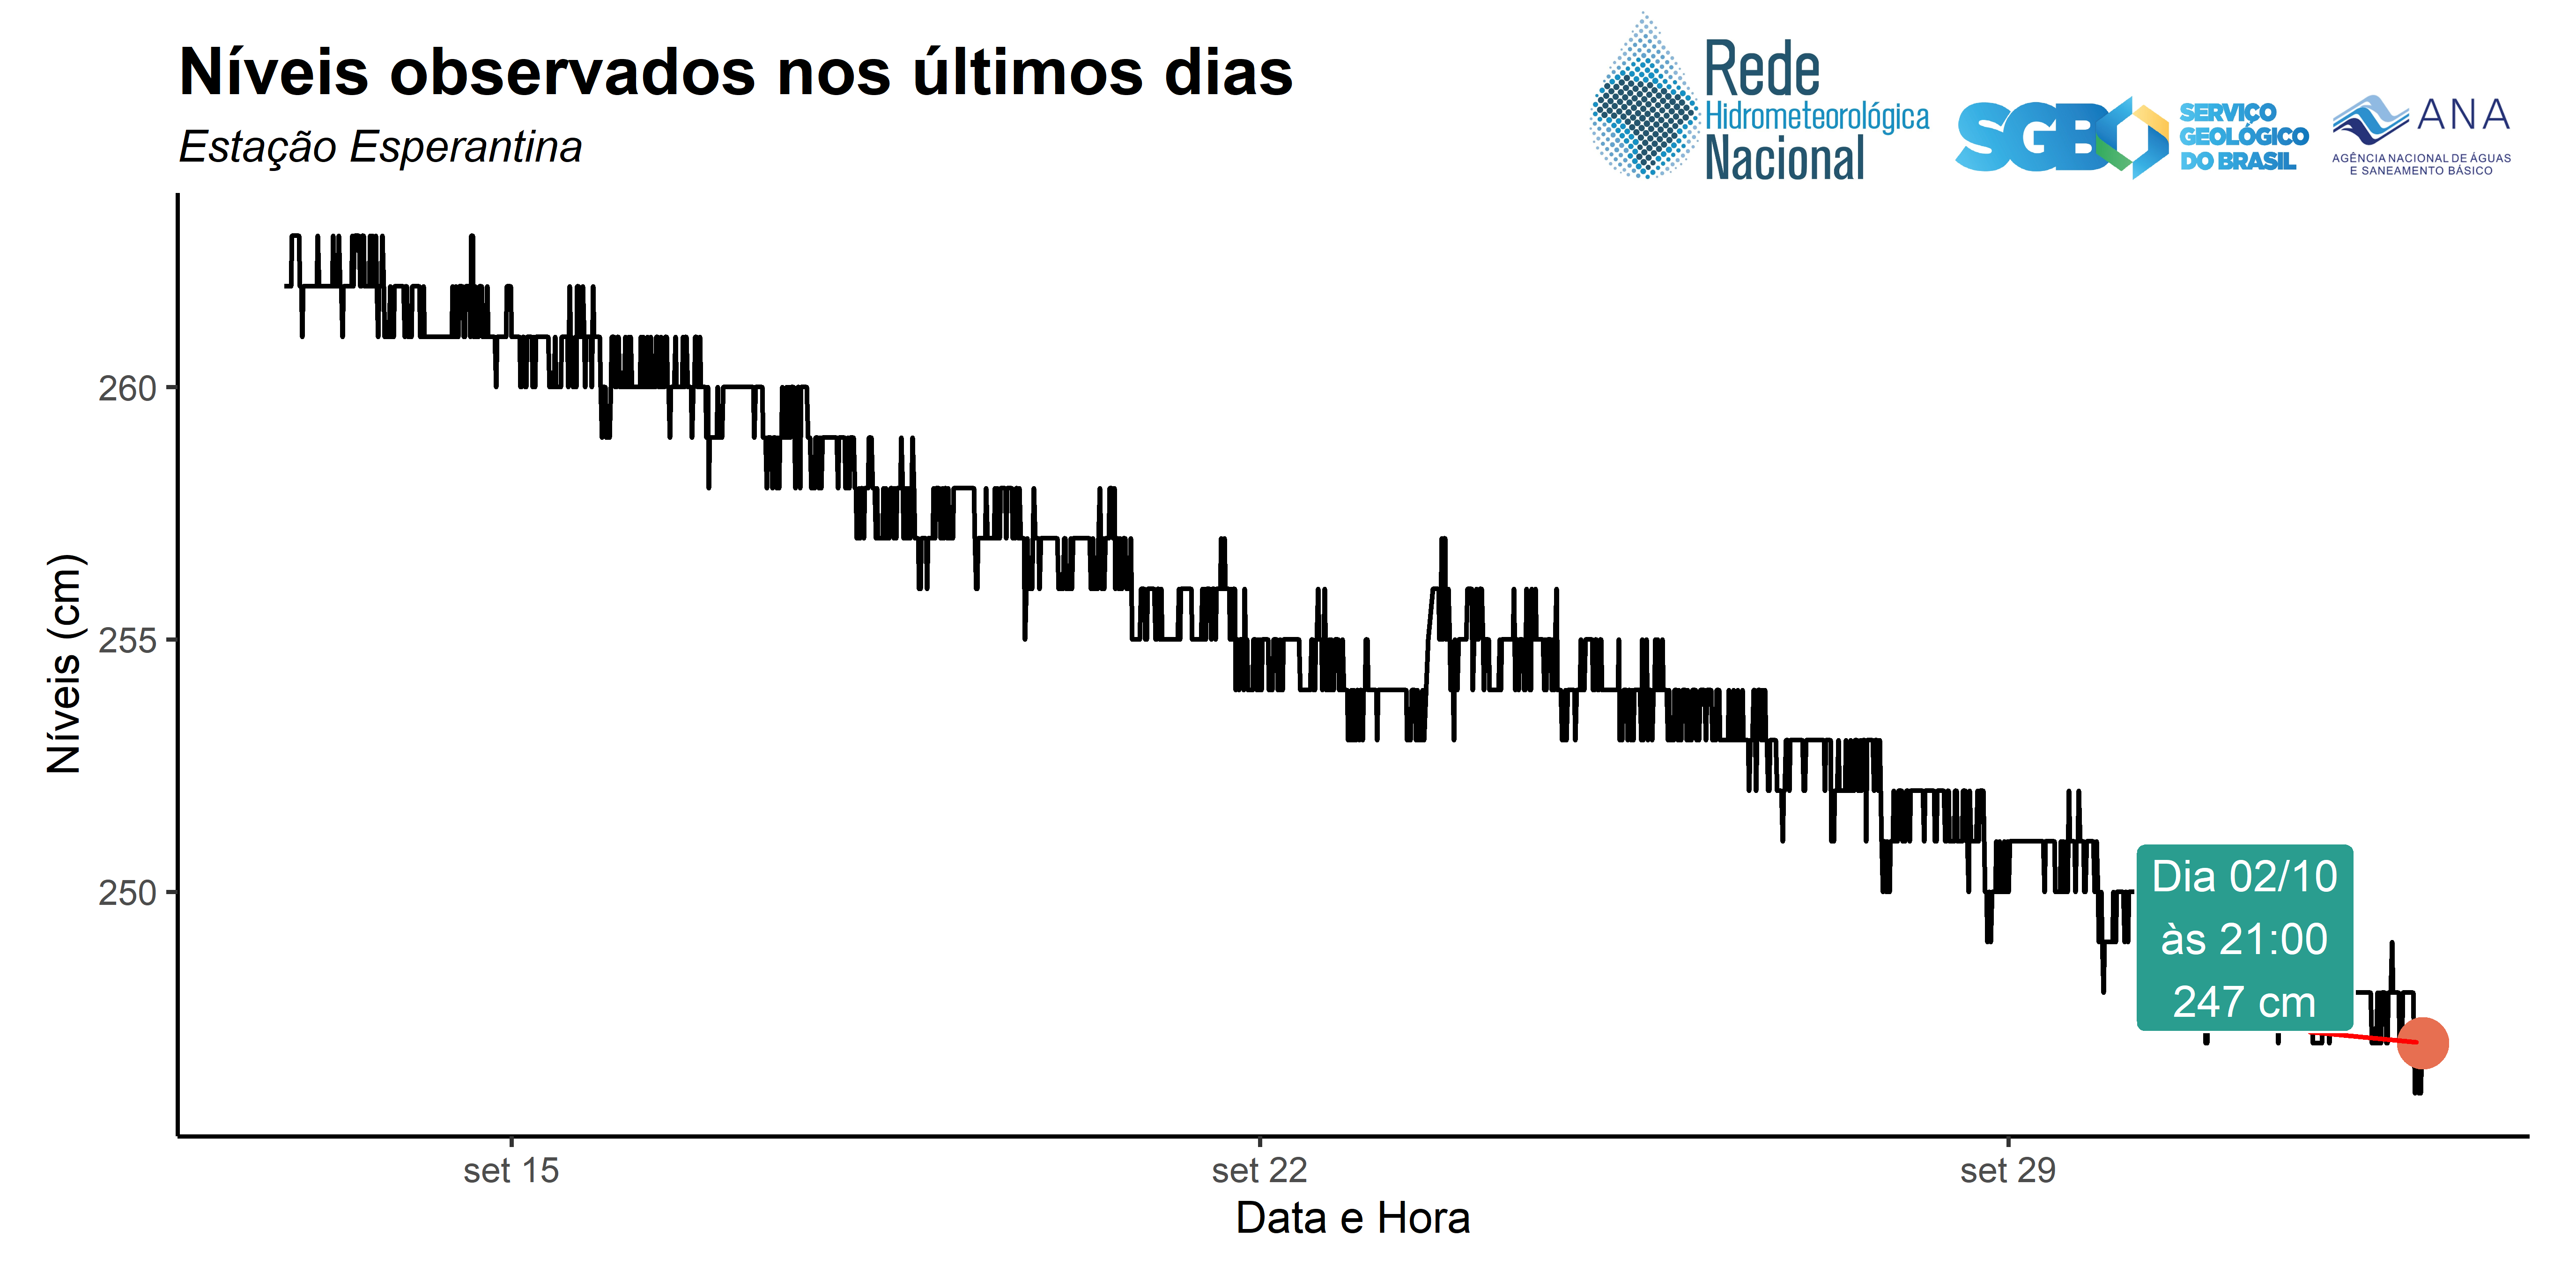 Níveis observados nos últimos dias
Estação Esperantina
Rede
Hidrometeorológica
Nacional
SGB
SERVIÇO
GEOLÓGICO
DO BRASIL
ANA
AGÊNCIA NACIONAL DE ÁGUAS
E SANEAMENTO BÁSICO
Níveis (cm)
260
255
250
Dia 02/10
às 21:00
247 cm
set 15
set 22
set 29
Data e Hora